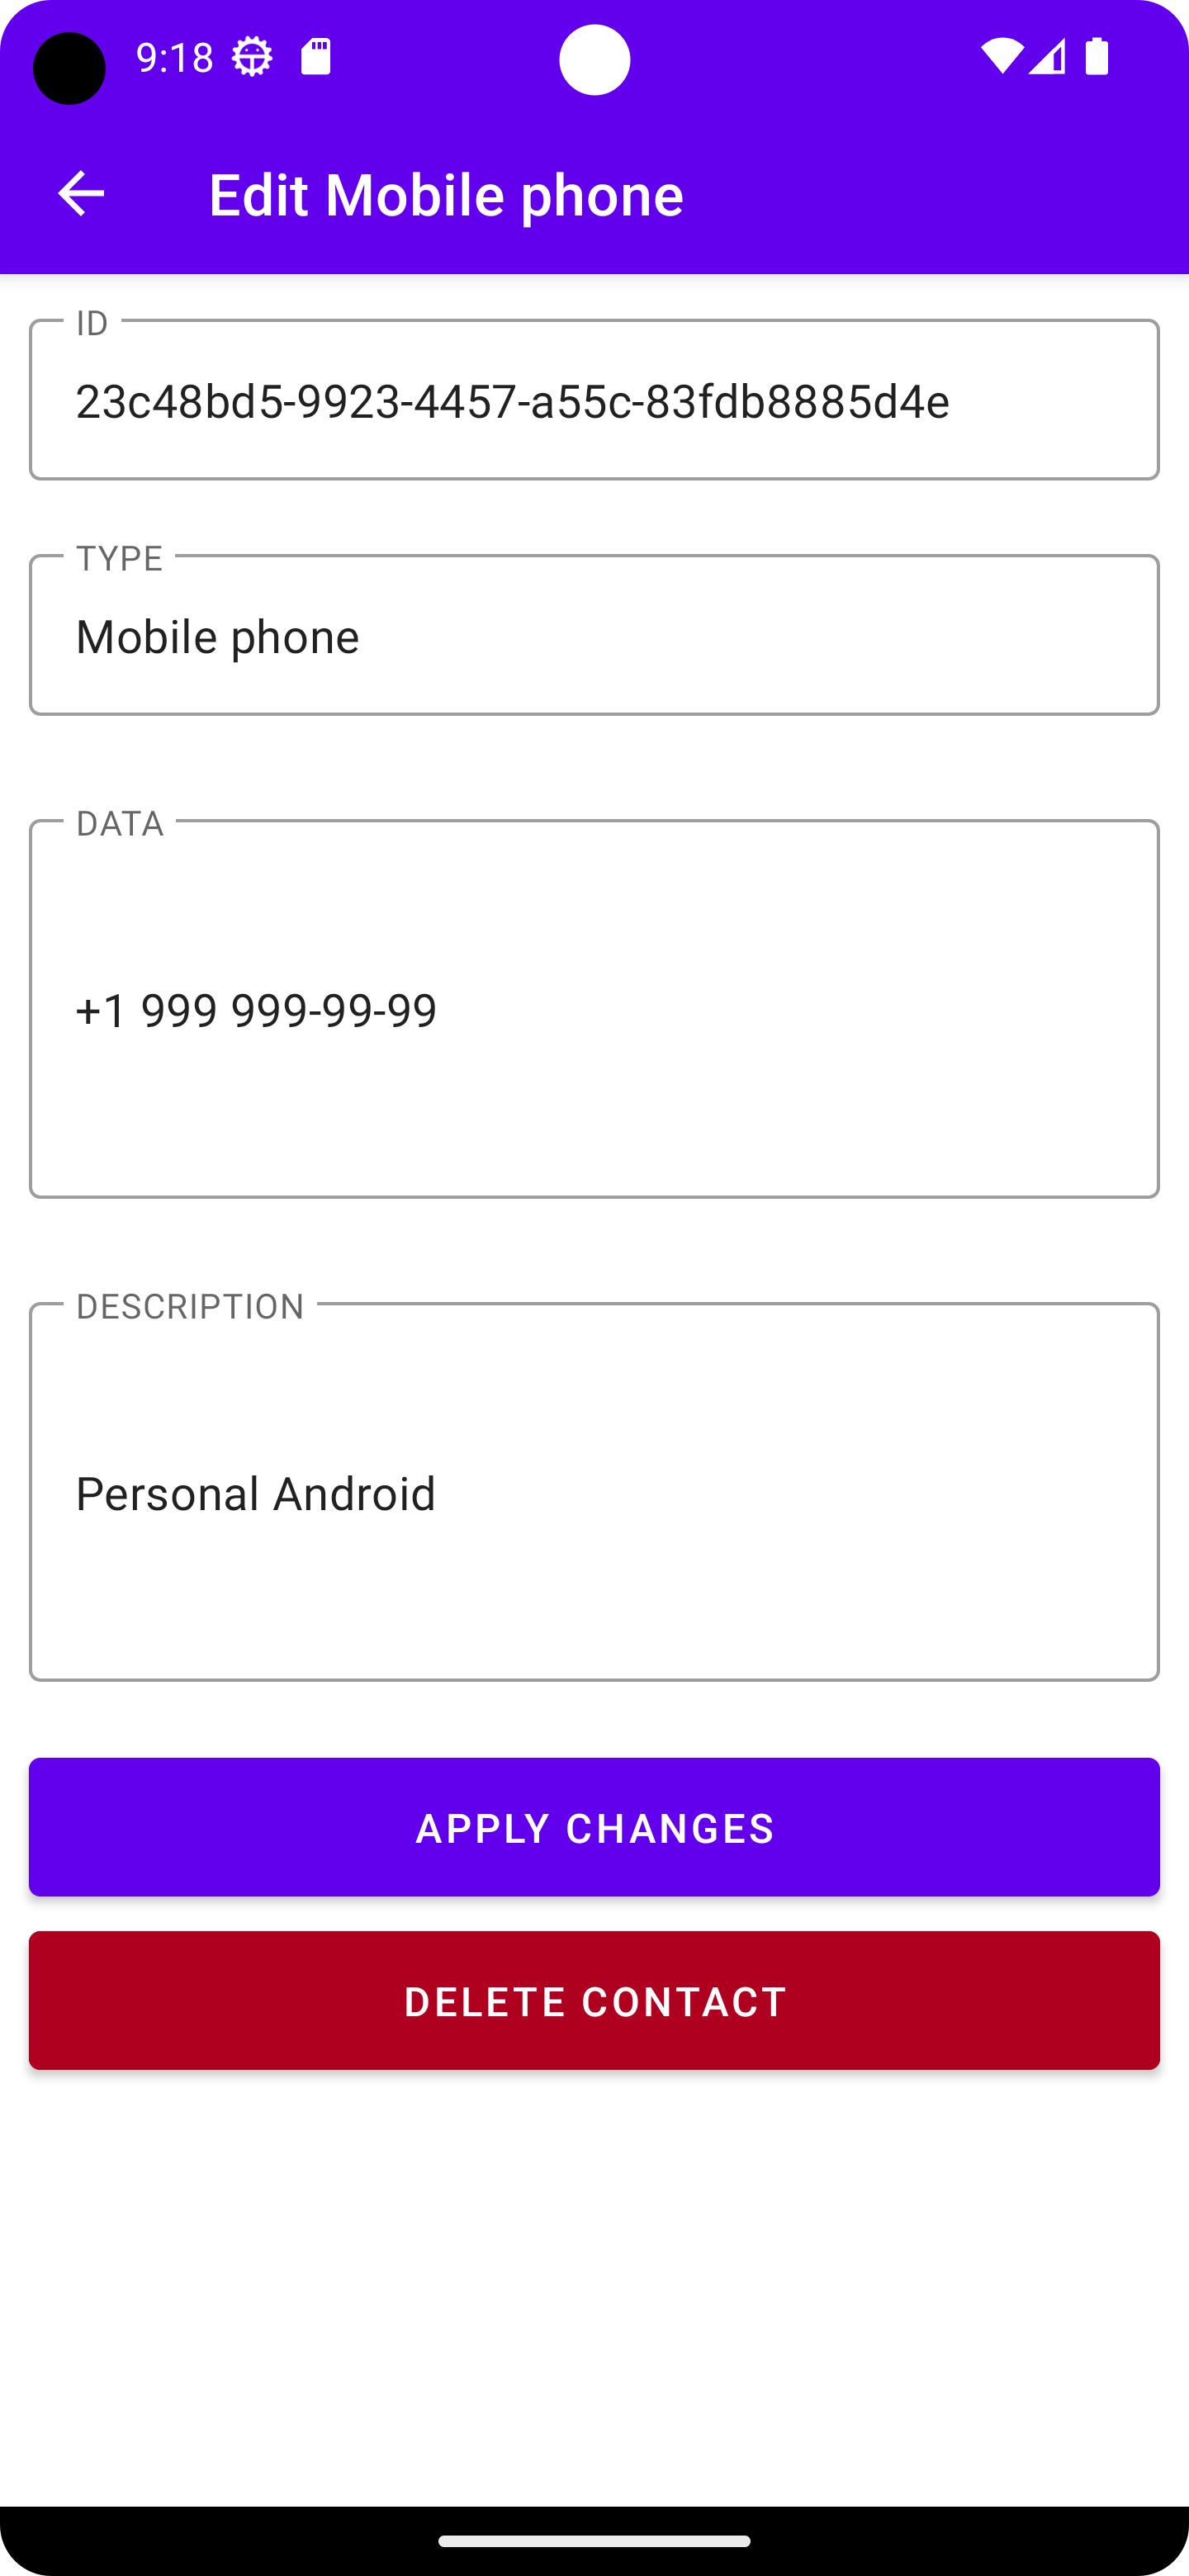 9:18
Edit Mobile phone
ID
23c48bd5-9923-4457-a55c-83fdb8885d4e
TYPE
Mobile phone
DATA
+1 999 999-99-99
DESCRIPTION
Personal Android
APPLY CHANGES
DELETE CONTACT